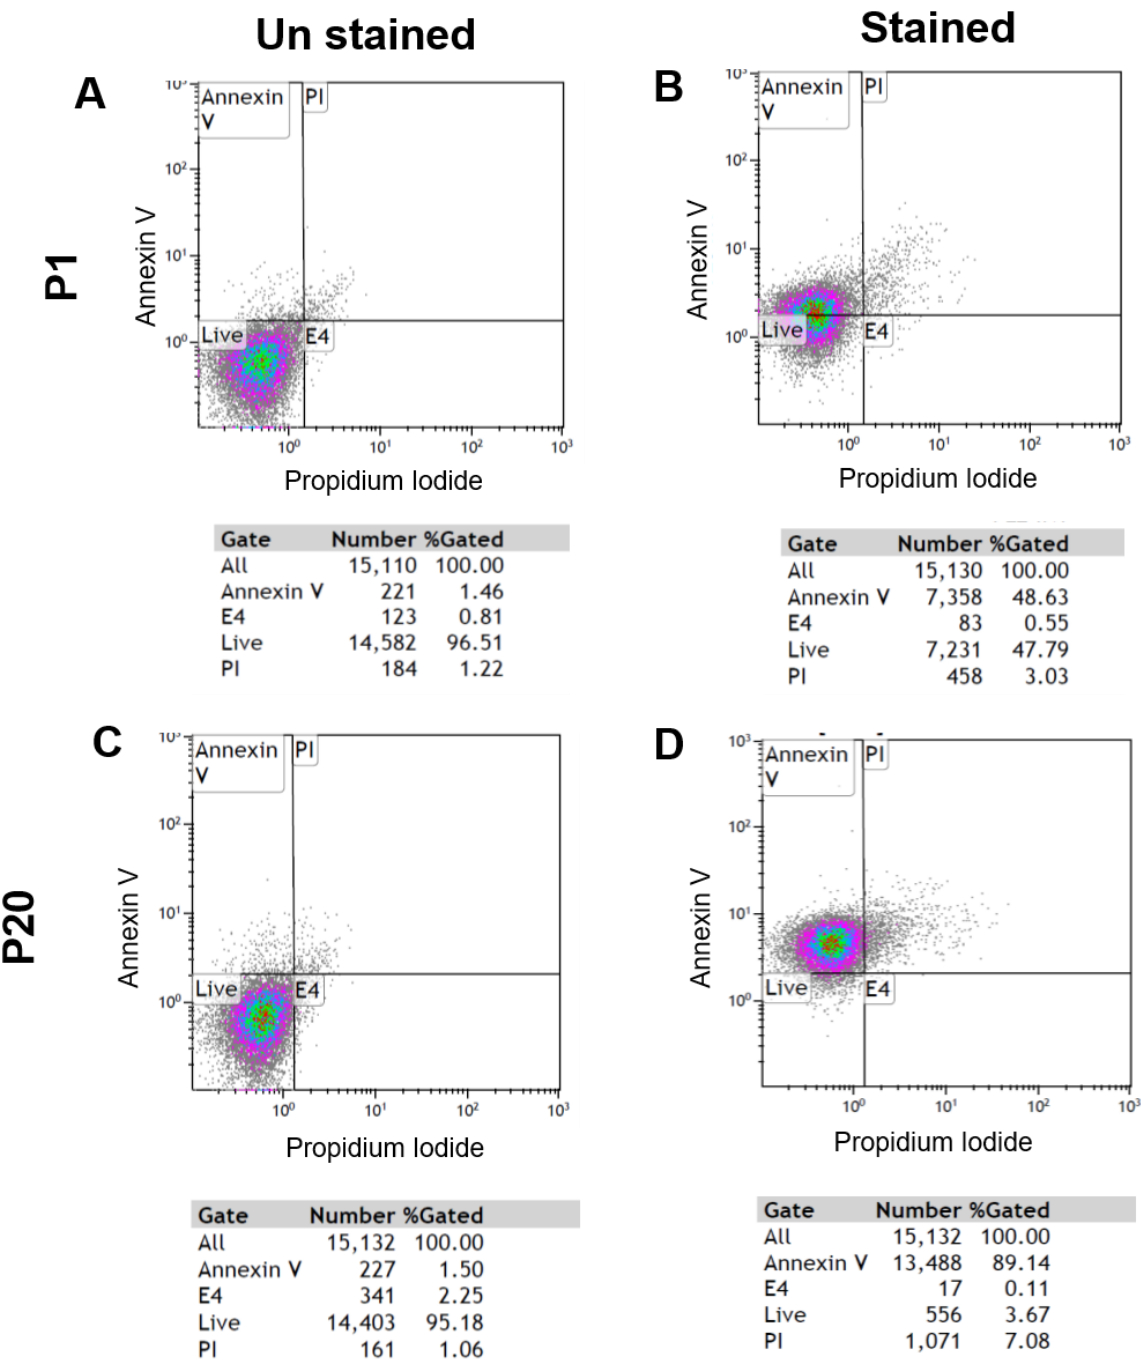 Un stained
Stained
A
10³
Annexin V
PI
10²
10¹
10⁰
Live
E4
10⁰ 10¹ 10² 10³
Annexin V
Propidium Iodide
P1
B
10³
Annexin V
PI
10²
10¹
10⁰
Live
E4
10⁰ 10¹ 10² 10³
Annexin V
Propidium Iodide
Gate Number %Gated
All 15,110 100.00
Annexin V 221 1.46
E4 123 0.81
Live 14,582 96.51
PI 184 1.22
Gate Number %Gated
All 15,130 100.00
Annexin V 7,358 48.63
E4 83 0.55
Live 7,231 47.79
PI 458 3.03
C
10³
Annexin V
PI
10²
10¹
10⁰
Live
E4
10⁰ 10¹ 10² 10³
Annexin V
Propidium Iodide
P20
D
10³
Annexin V
PI
10²
10¹
10⁰
Live
E4
10⁰ 10¹ 10² 10³
Annexin V
Propidium Iodide
Gate Number %Gated
All 15,132 100.00
Annexin V 227 1.50
E4 341 2.25
Live 14,403 95.18
PI 161 1.06
Gate Number %Gated
All 15,132 100.00
Annexin V 13,488 89.14
E4 17 0.11
Live 556 3.67
PI 1,071 7.08